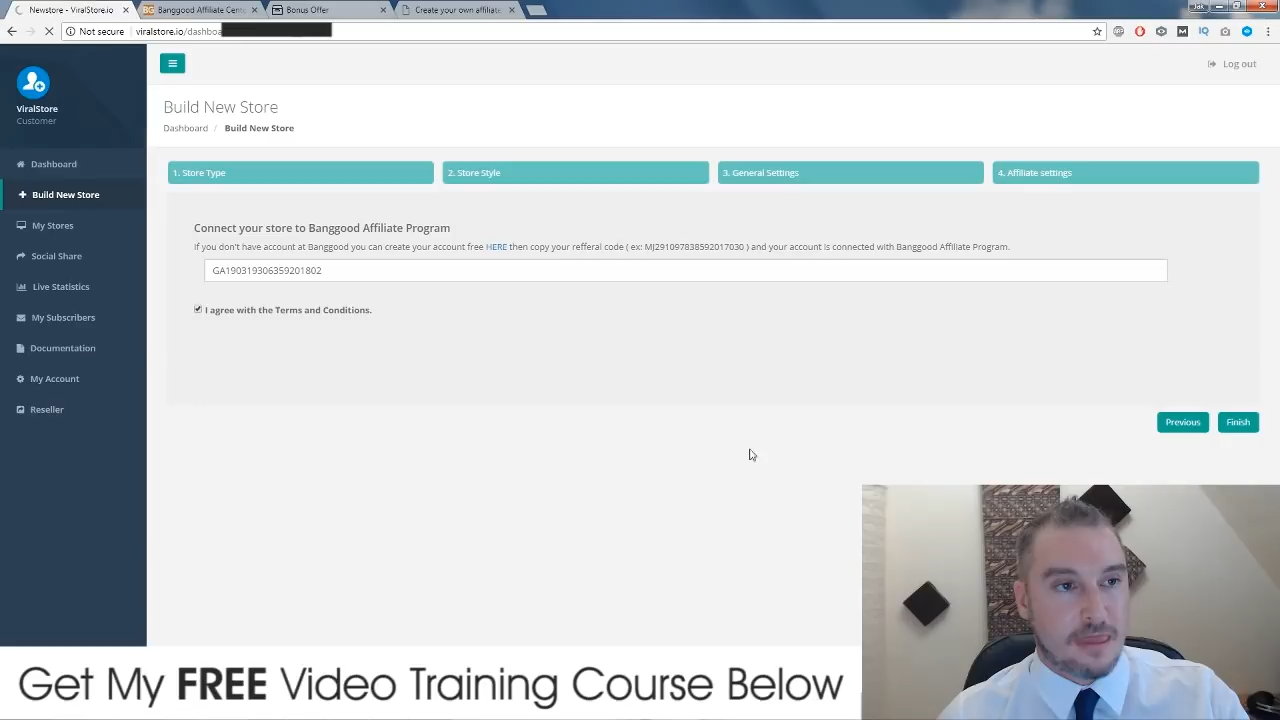 Newstore - ViralStore.io
Banggood Affiliate Cent
Bonus Offer
Create your own affiliate
Not secure
viralstore.io/dashboa
Log out
ViralStore
Customer
Dashboard
Build New Store
My Stores
Social Share
Live Statistics
My Subscribers
Documentation
My Account
Reseller
Build New Store
Dashboard / Build New Store
1. Store Type
2. Store Style
3. General Settings
4. Affiliate settings
Connect your store to Banggood Affiliate Program
If you don't have account at Banggood you can create your account free HERE then copy your refferal code ( ex: MJ291097838592017030 ) and your account is connected with Banggood Affiliate Program.
GA190319306359201802
I agree with the Terms and Conditions.
Previous
Finish
Get My FREE Video Training Course Below